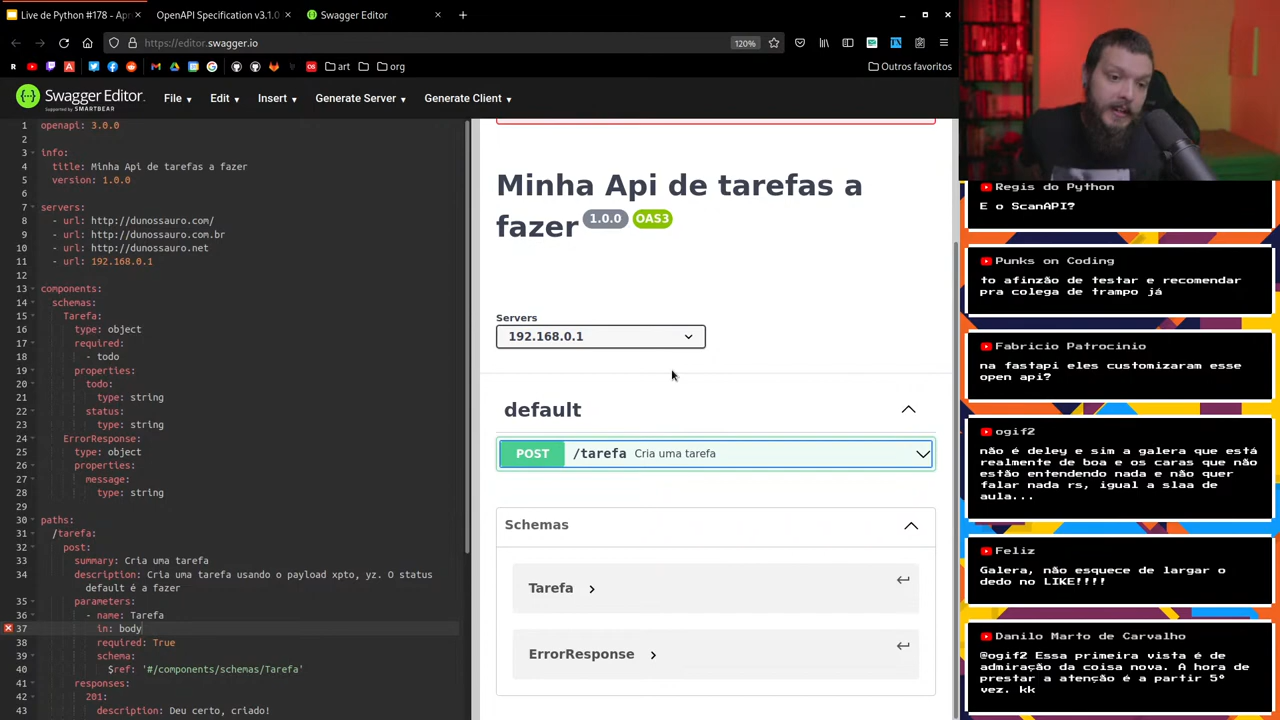 Live de Python #178 - Apr
OpenAPI Specification v3.1.0
Swagger Editor
https://editor.swagger.io
120%
R
art
org
Outros favoritos
Swagger Editor.
Supported by SMARTBEAR
File
Edit
Insert
Generate Server
Generate Client
1 openapi: 3.0.0
2
3 info:
4 title: Minha Api de tarefas a fazer
5 version: 1.0.0
6
7 servers:
8 - url: http://dunossauro.com/
9 - url: http://dunossauro.com.br
10 - url: http://dunossauro.net
11 - url: 192.168.0.1
12
13 components:
14 schemas:
15 Tarefa:
16 type: object
17 required:
18 - todo
19 properties:
20 todo:
21 type: string
22 status:
23 type: string
24 ErrorResponse:
25 type: object
26 properties:
27 message:
28 type: string
29
30 paths:
31 /tarefa:
32 post:
33 summary: Cria uma tarefa
34 description: Cria uma tarefa usando o payload xpto, yz. O status
default é a fazer
35 parameters:
36 - name: Tarefa
37 in: body
38 required: True
39 schema:
40 $ref: '#/components/schemas/Tarefa'
41 responses:
42 201:
43 description: Deu certo, criado!
Minha Api de tarefas a
fazer 1.0.0 OAS3
Servers
192.168.0.1
default
POST /tarefa Cria uma tarefa
Schemas
Tarefa
ErrorResponse
Regis do Python
E o ScanAPI?
Punks on Coding
to afinzão de testar e recomendar
pra colega de trampo já
Fabricio Patrocinio
na fastapi eles customizaram esse
open api?
ogif2
não é deley e sim a galera que está
realmente de boa e os caras que não
estão entendendo nada e não quer
falar nada rs, igual a slaa de
aula...
Feliz
Galera, não esquece de largar o
dedo no LIKE!!!!
Danilo Marto de Carvalho
@ogif2 Essa primeira vista é de
admiração da coisa nova. A hora de
prestar a atenção é a partir 5º
vez. kk